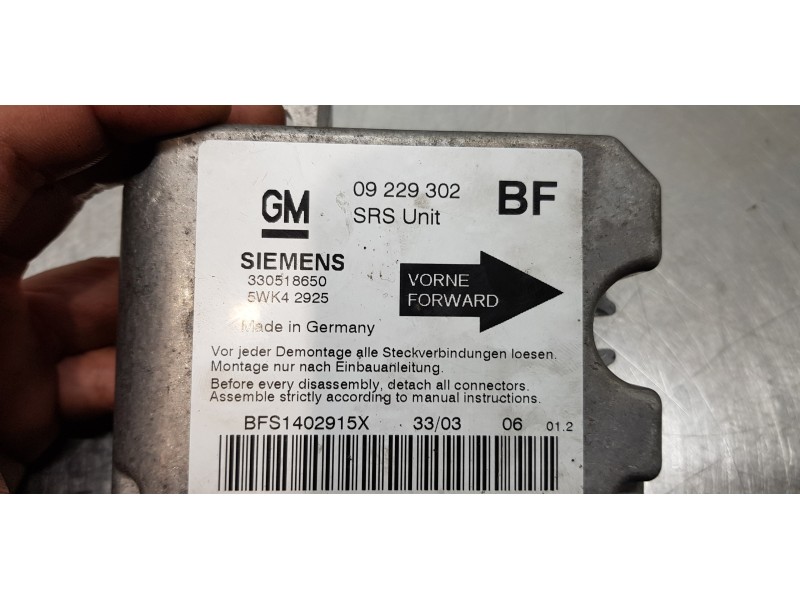 GM
09 229 302
SRS Unit
BF
SIEMENS
330518650
5WK4 2925
VORNE
FORWARD
Made in Germany
Vor jeder Demontage alle Steckverbindungen loesen.
Montage nur nach Einbauanleitung.
Before every disassembly, detach all connectors.
Assemble strictly according to manual instructions.
BFS1402915X 33/03 06 01.2